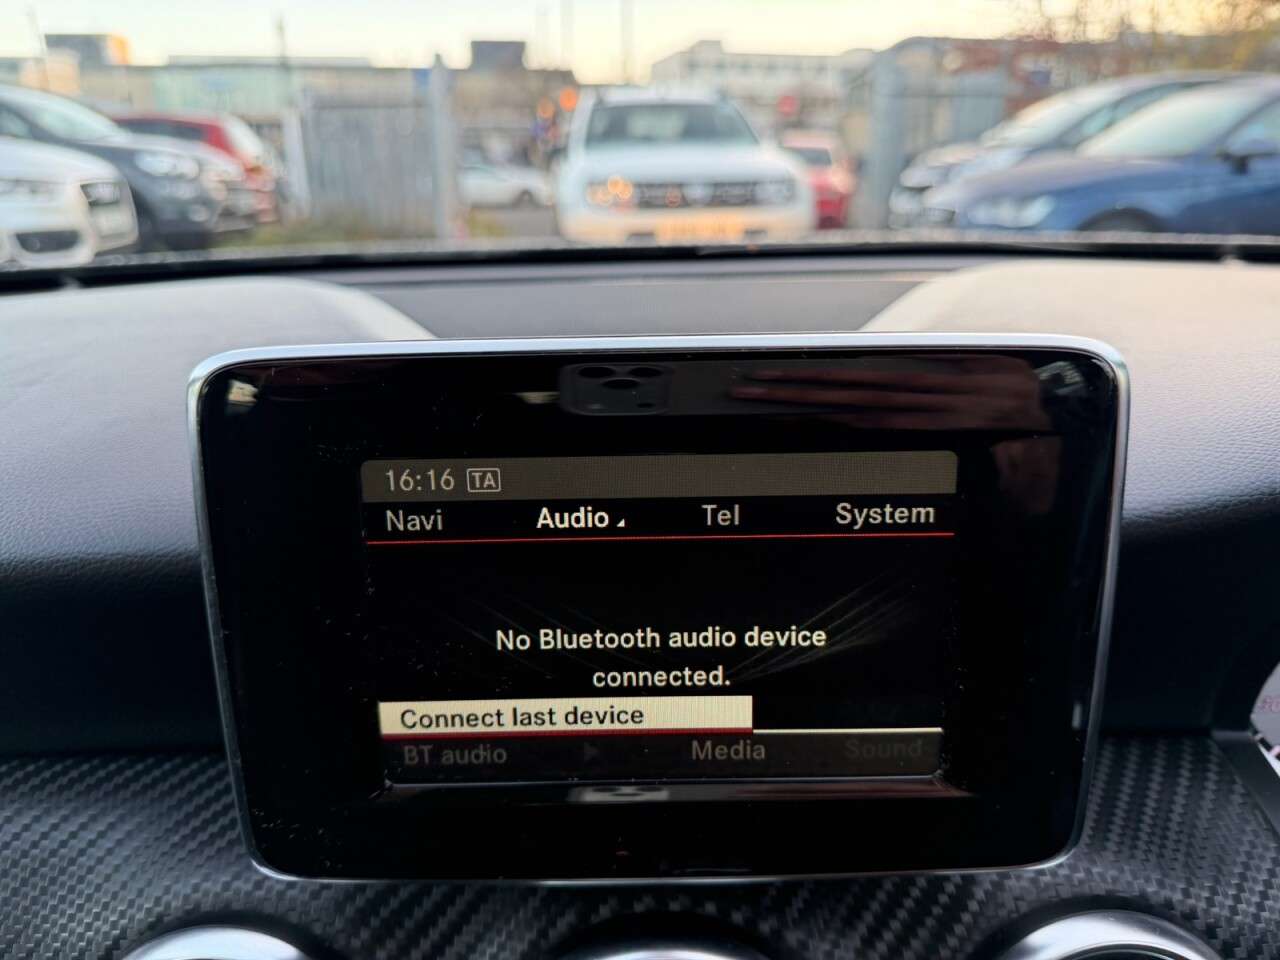 16:16 TA
Navi Audio Tel System
No Bluetooth audio device
connected.
Connect last device
BT audio Media Sound